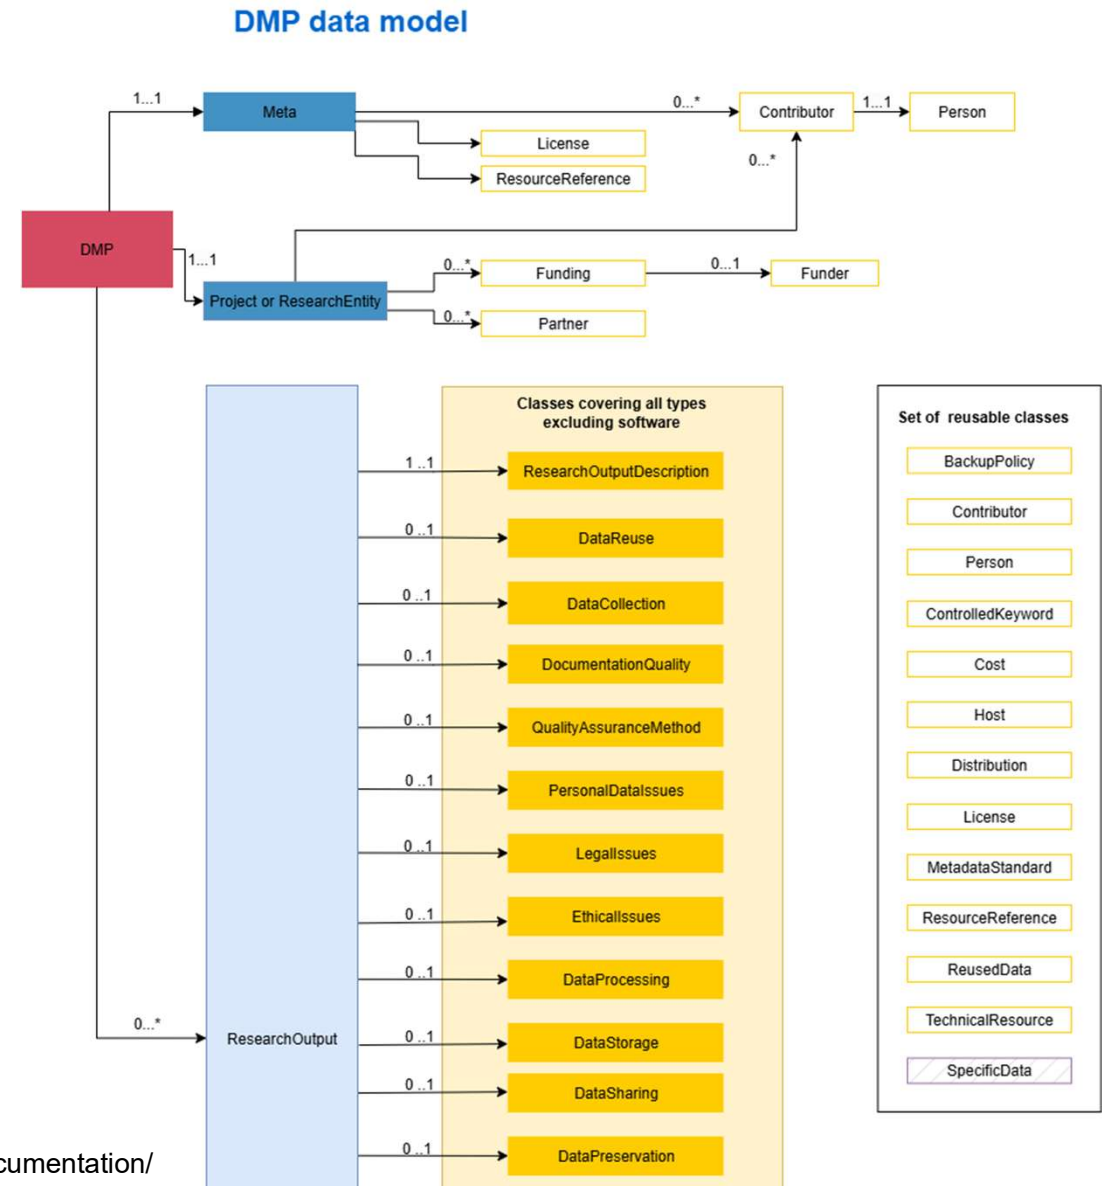 DMP data model
1...1
Meta
0...*
Contributor
1...1
Person
License
0...*
ResourceReference
DMP
1...1
Project or ResearchEntity
0...*
Funding
0...1
Funder
0...*
Partner
Classes covering all types
excluding software
Set of reusable classes
1 ..1
ResearchOutputDescription
0 ..1
DataReuse
0 ..1
DataCollection
0 ..1
DocumentationQuality
0 ..1
QualityAssuranceMethod
0 ..1
PersonalDataIssues
0 ..1
LegalIssues
0 ..1
EthicalIssues
0 ..1
DataProcessing
0...*
ResearchOutput
0 ..1
DataStorage
0 ..1
DataSharing
0 ..1
DataPreservation
BackupPolicy
Contributor
Person
ControlledKeyword
Cost
Host
Distribution
License
MetadataStandard
ResourceReference
ReusedData
TechnicalResource
SpecificData
cumentation/